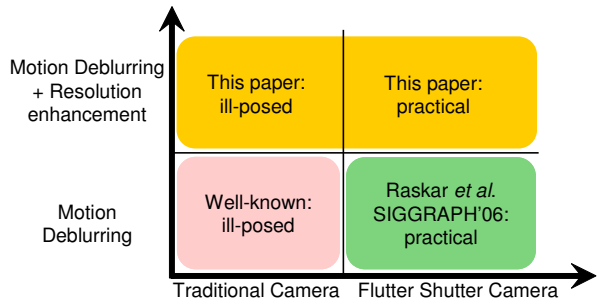 Motion Deblurring
+ Resolution
enhancement
This paper:
ill-posed
This paper:
practical
Motion
Deblurring
Well-known:
ill-posed
Raskar et al.
SIGGRAPH'06:
practical
Traditional Camera
Flutter Shutter Camera